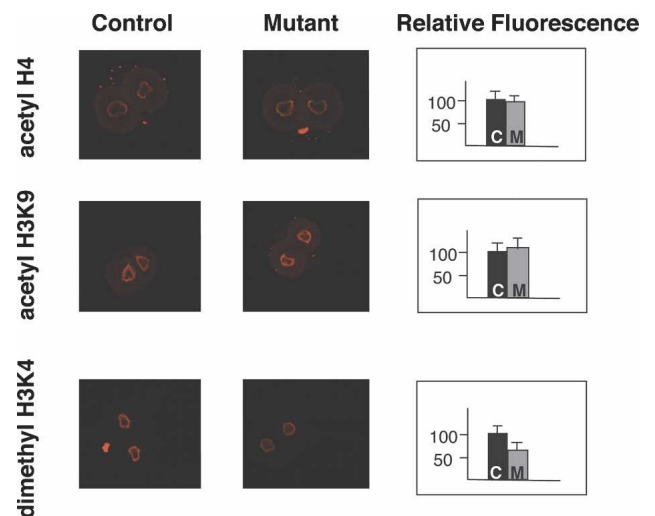 Control Mutant Relative Fluorescence
acetyl H4
100
50
C M
acetyl H3K9
100
50
C M
dimethyl H3K4
100
50
C M